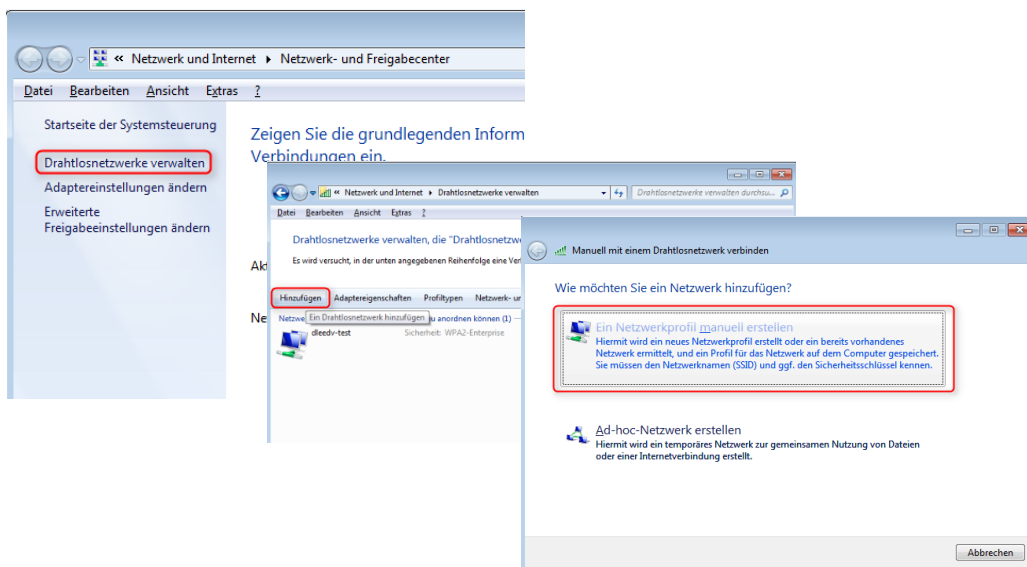 « Netzwerk und Internet ▸ Netzwerk- und Freigabecenter
Datei Bearbeiten Ansicht Extras ?
Startseite der Systemsteuerung
Drahtlosnetzwerke verwalten
Adaptereinstellungen ändern
Erweiterte
Freigabeeinstellungen ändern
Zeigen Sie die grundlegenden Inform
Verbindungen ein.
Ak
Ne
« Netzwerk und Internet ▸ Drahtlosnetzwerke verwalten
Drahtlosnetzwerke verwalten durchsu...
Datei Bearbeiten Ansicht Extras ?
Drahtlosnetzwerke verwalten, die "Drahtlosnetzw
Es wird versucht, in der unten angegebenen Reihenfolge eine Ver
Hinzufügen Adaptereigenschaften Profiltypen Netzwerk- ur
Netzwe
Ein Drahtlosnetzwerk hinzufügen
u anordnen können (1)
dleedv-test
Sicherheit: WPA2-Enterprise
Manuell mit einem Drahtlosnetzwerk verbinden
Wie möchten Sie ein Netzwerk hinzufügen?
Ein Netzwerkprofil manuell erstellen
Hiermit wird ein neues Netzwerkprofil erstellt oder ein bereits vorhandenes
Netzwerk ermittelt, und ein Profil für das Netzwerk auf dem Computer gespeichert.
Sie müssen den Netzwerknamen (SSID) und ggf. den Sicherheitsschlüssel kennen.
Ad-hoc-Netzwerk erstellen
Hiermit wird ein temporäres Netzwerk zur gemeinsamen Nutzung von Dateien
oder einer Internetverbindung erstellt.
Abbrechen